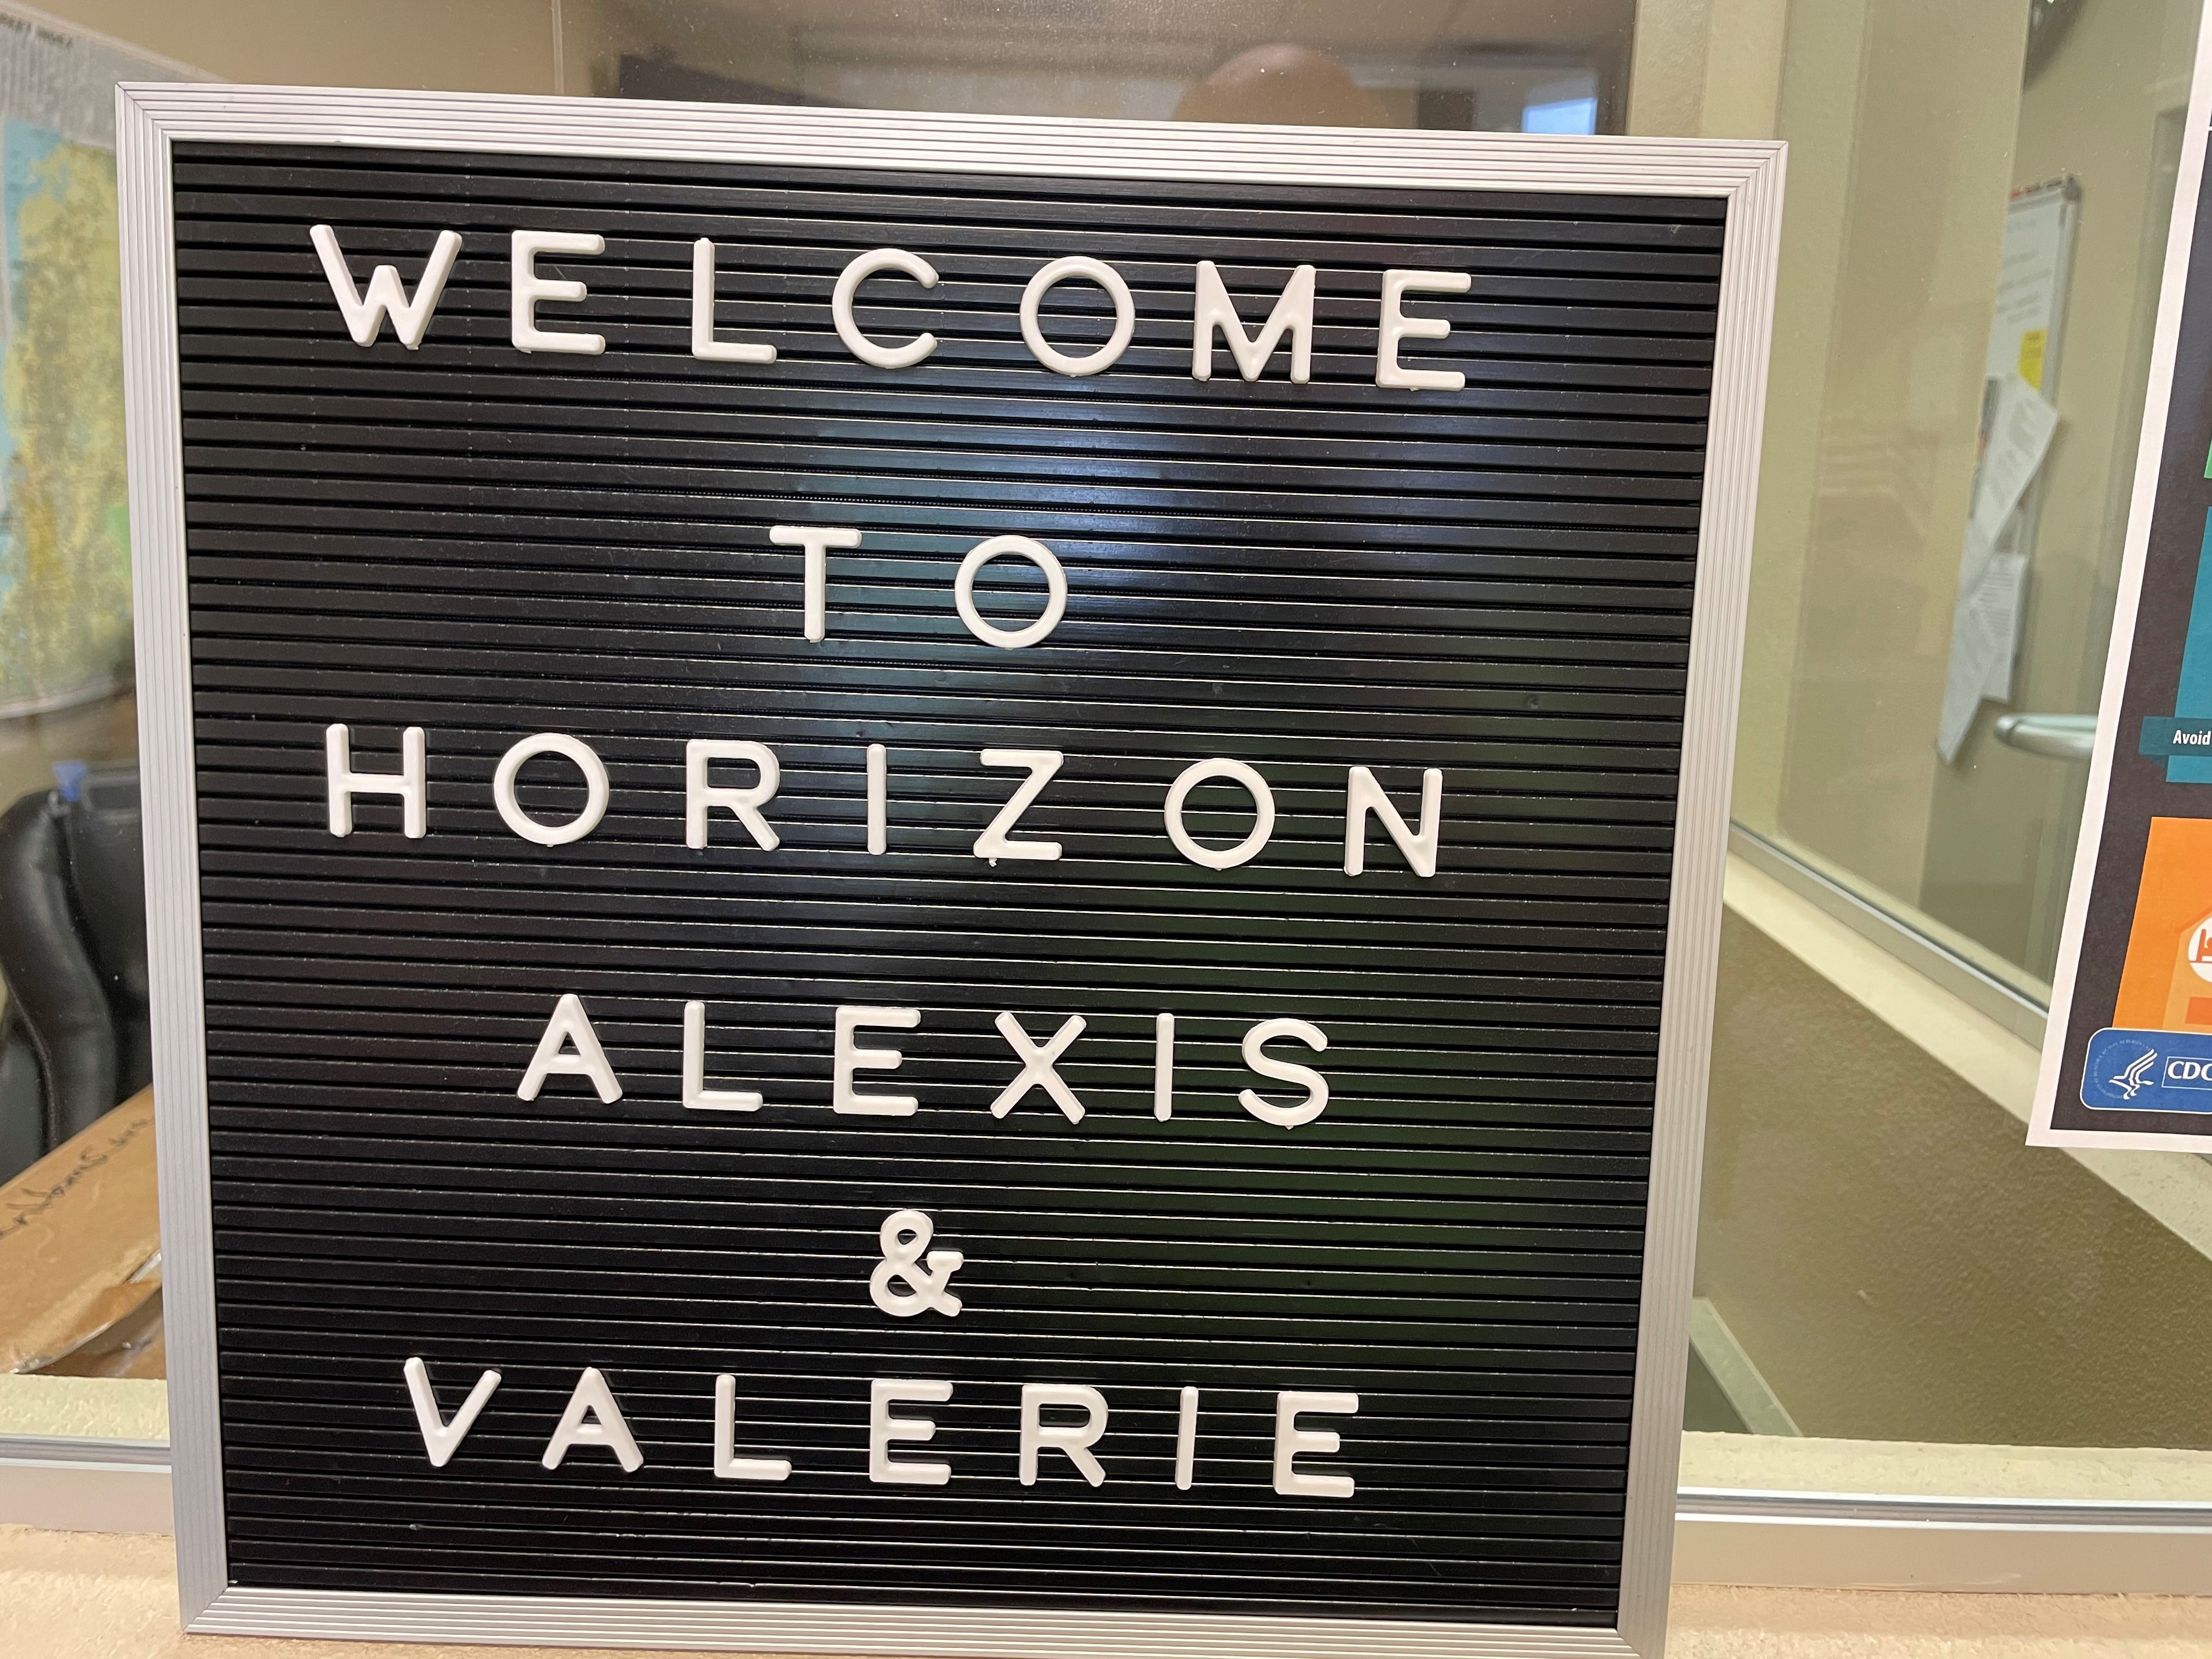 WELCOME
TO
HORIZON
ALEXIS
&
VALERIE
Avoid
CDC